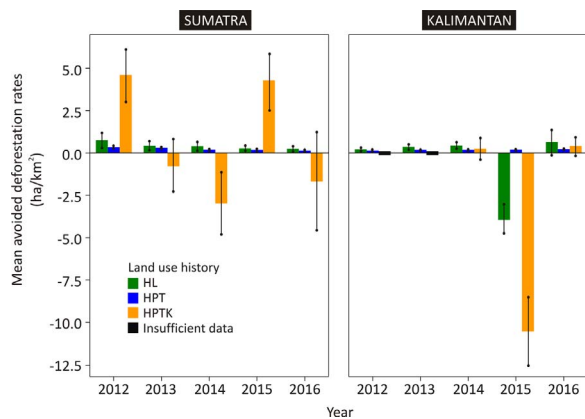 SUMATRA
KALIMANTAN
Mean avoided deforestation rates
(ha/km²)
5.0
2.5
0.0
-2.5
-5.0
-7.5
-10.0
-12.5
Land use history
HL
HPT
HPTK
Insufficient data
2012 2013 2014 2015 2016
2012 2013 2014 2015 2016
Year